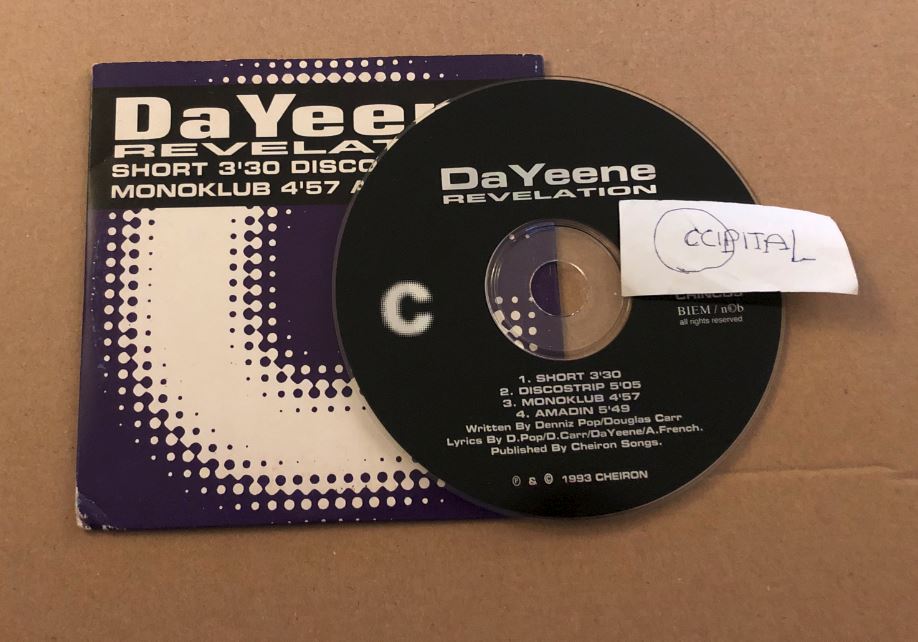 DaYeene
REVELAT
SHORT 3'30 DISCO
MONOKLUB 4'57 A
DaYeene
REVELATION
CCIPITAL
C
BIEM / n©b
all rights reserved
1. SHORT 3'30
2. DISCOSTRIP 5'05
3. MONOKLUB 4'57
4. AMADIN 5'49
Written By Denniz Pop/Douglas Carr
Lyrics By D.Pop/D.Carr/DaYeene/A.French.
Published By Cheiron Songs.
℗ & © 1993 CHEIRON